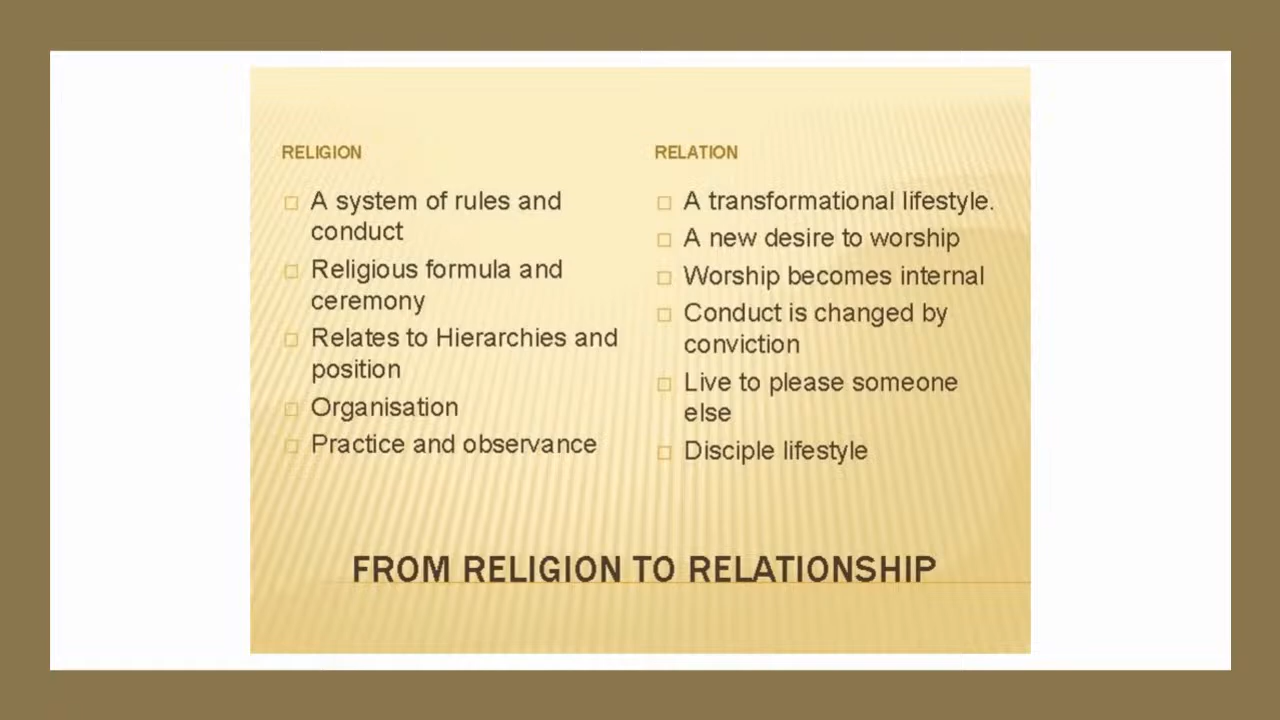 RELIGION
A system of rules and
conduct
Religious formula and
ceremony
Relates to Hierarchies and
position
Organisation
Practice and observance
RELATION
A transformational lifestyle.
A new desire to worship
Worship becomes internal
Conduct is changed by
conviction
Live to please someone
else
Disciple lifestyle
FROM RELIGION TO RELATIONSHIP